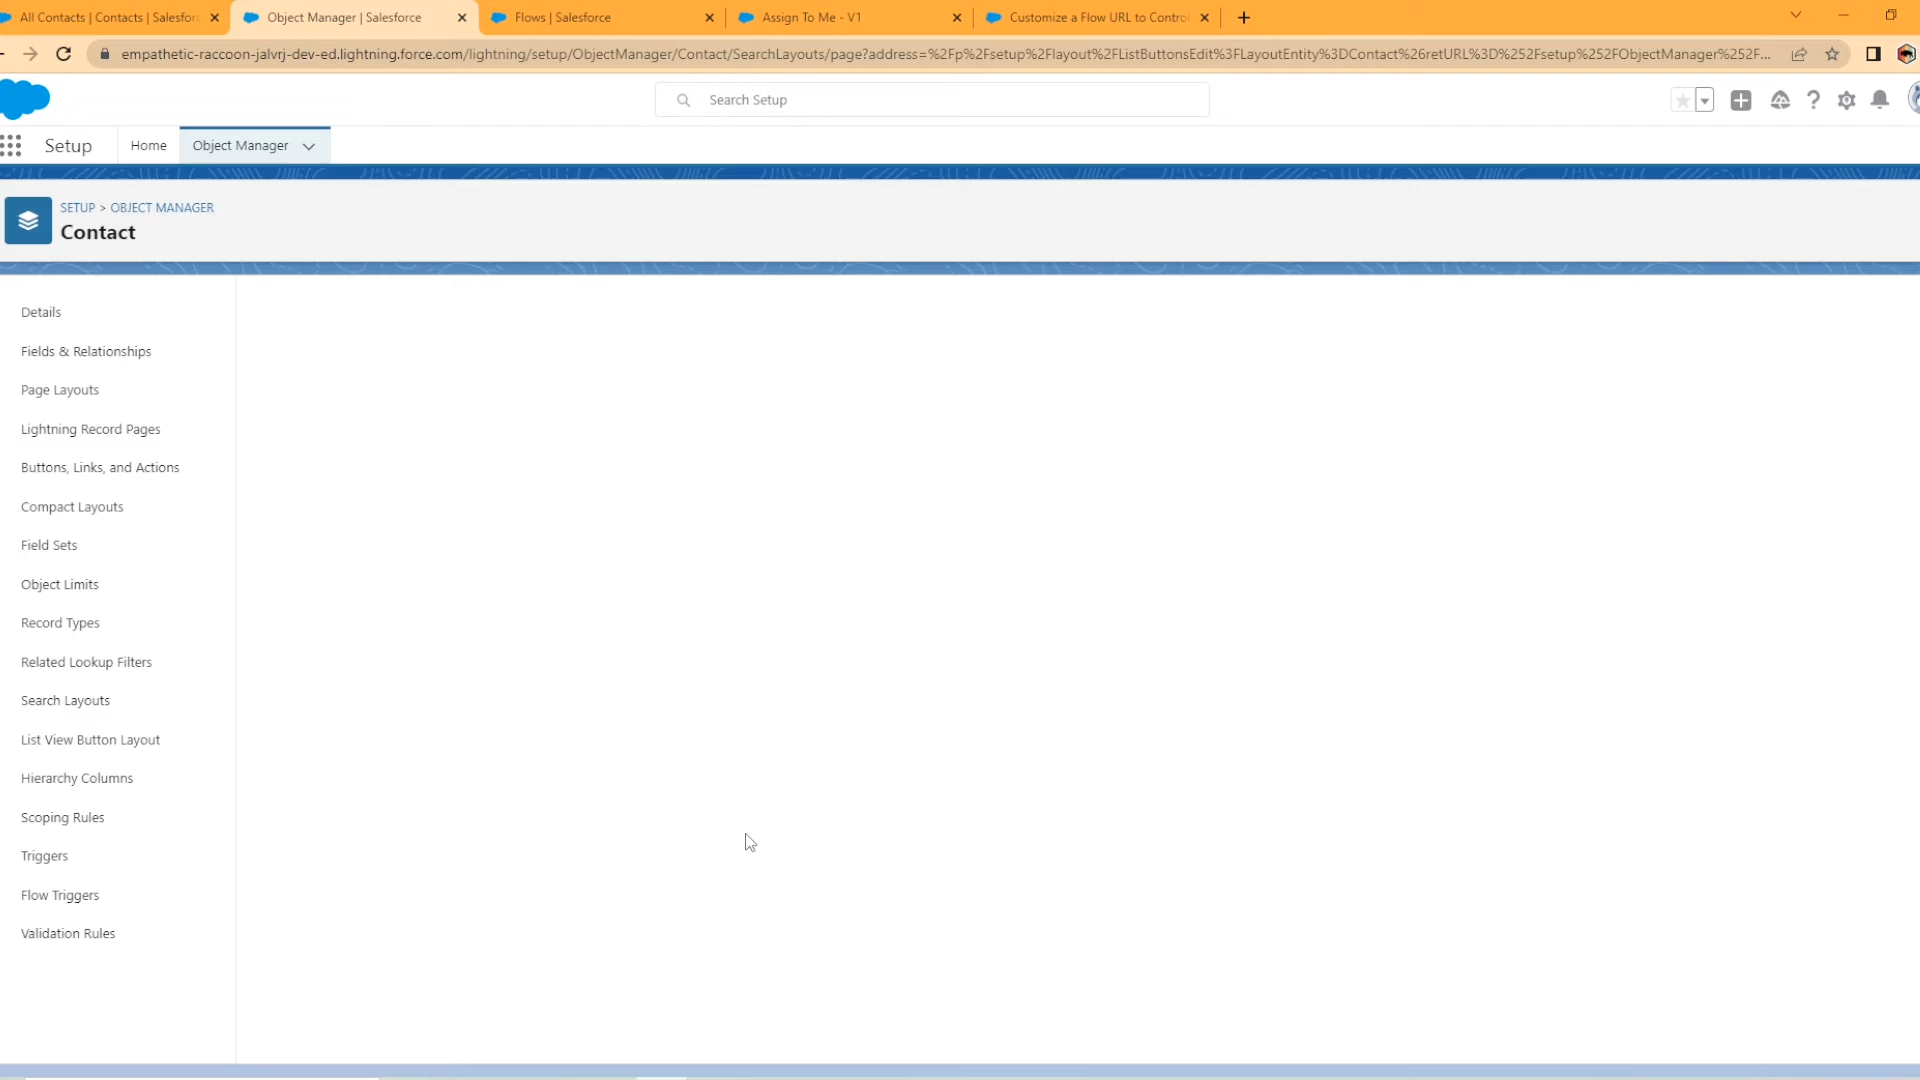 All Contacts | Contacts | Salesforc
Object Manager | Salesforce
Flows | Salesforce
Assign To Me - V1
Customize a Flow URL to Contro
empathetic-raccoon-jalvrj-dev-ed.lightning.force.com/lightning/setup/ObjectManager/Contact/SearchLayouts/page?address=%2Fp%2Fsetup%2Flayout%2FListButtonsEdit%3FLayoutEntity%3DContact%26retURL%3D%252Fsetup%252FObjectManager%252F...
Search Setup
Setup
Home
Object Manager
SETUP > OBJECT MANAGER
Contact
Details
Fields & Relationships
Page Layouts
Lightning Record Pages
Buttons, Links, and Actions
Compact Layouts
Field Sets
Object Limits
Record Types
Related Lookup Filters
Search Layouts
List View Button Layout
Hierarchy Columns
Scoping Rules
Triggers
Flow Triggers
Validation Rules